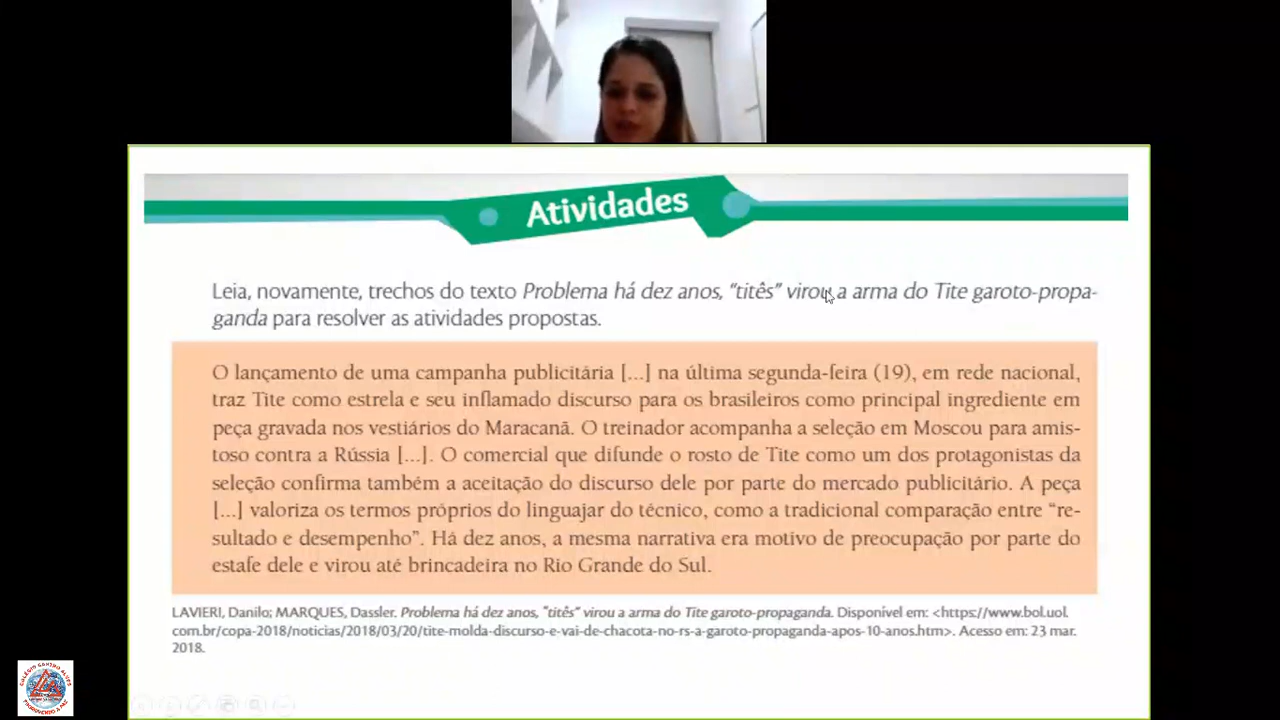 Atividades
Leia, novamente, trechos do texto Problema há dez anos, “titês” virou a arma do Tite garoto-propa-
ganda para resolver as atividades propostas.
O lançamento de uma campanha publicitária [...] na última segunda-feira (19), em rede nacional,
traz Tite como estrela e seu inflamado discurso para os brasileiros como principal ingrediente em
peça gravada nos vestiários do Maracanã. O treinador acompanha a seleção em Moscou para amis-
toso contra a Rússia [...]. O comercial que difunde o rosto de Tite como um dos protagonistas da
seleção confirma também a aceitação do discurso dele por parte do mercado publicitário. A peça
[...] valoriza os termos próprios do linguajar do técnico, como a tradicional comparação entre “re-
sultado e desempenho”. Há dez anos, a mesma narrativa era motivo de preocupação por parte do
estafe dele e virou até brincadeira no Rio Grande do Sul.
LAVIERI, Danilo; MARQUES, Dassler. Problema há dez anos, “titês” virou a arma do Tite garoto-propaganda. Disponível em: <https://www.bol.uol.
com.br/copa-2018/noticias/2018/03/20/tite-molda-discurso-e-vai-de-chacota-no-rs-a-garoto-propaganda-apos-10-anos.htm>. Acesso em: 23 mar.
2018.